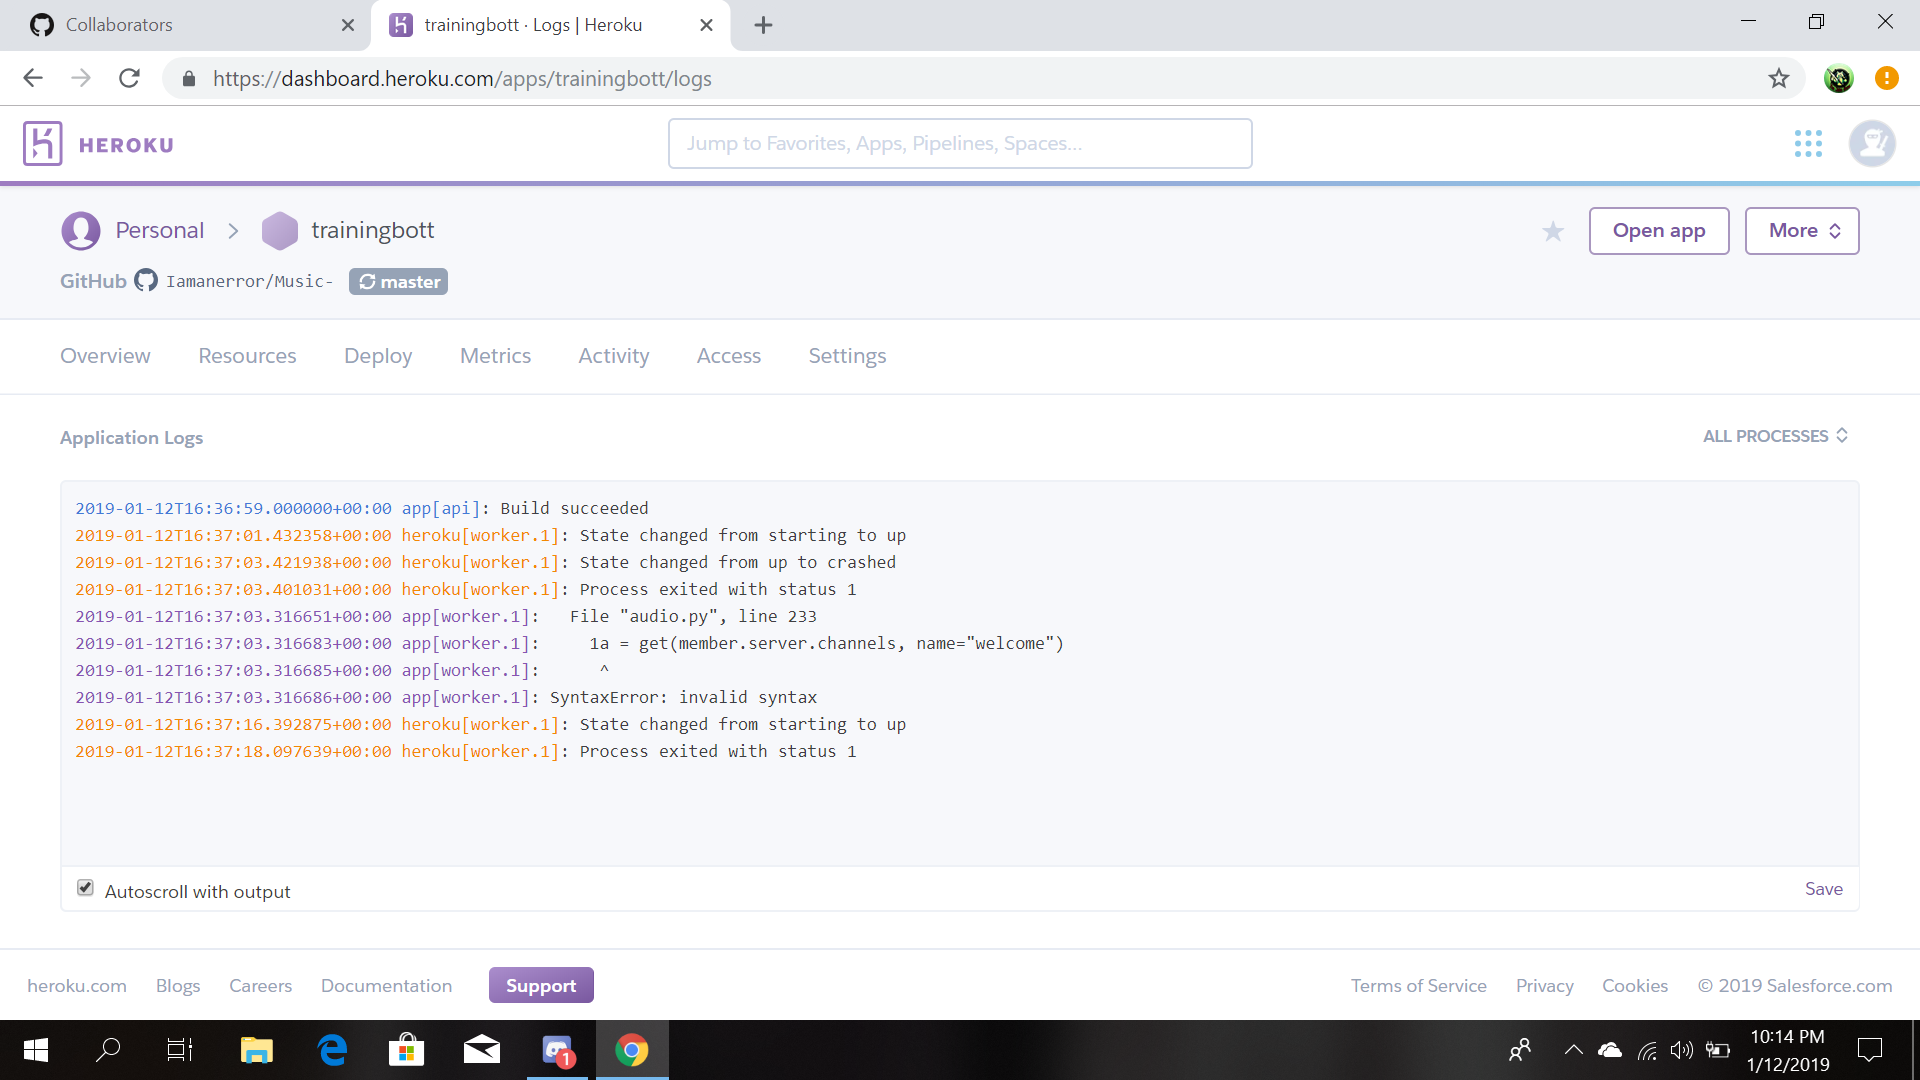 Collaborators
trainingbott · Logs | Heroku
https://dashboard.heroku.com/apps/trainingbott/logs
HEROKU
Jump to Favorites, Apps, Pipelines, Spaces...
Personal
trainingbott
Open app
More
GitHub Iamanerror/Music- master
Overview Resources Deploy Metrics Activity Access Settings
Application Logs
ALL PROCESSES
2019-01-12T16:36:59.000000+00:00 app[api]: Build succeeded
2019-01-12T16:37:01.432358+00:00 heroku[worker.1]: State changed from starting to up
2019-01-12T16:37:03.421938+00:00 heroku[worker.1]: State changed from up to crashed
2019-01-12T16:37:03.401031+00:00 heroku[worker.1]: Process exited with status 1
2019-01-12T16:37:03.316651+00:00 app[worker.1]:   File "audio.py", line 233
2019-01-12T16:37:03.316683+00:00 app[worker.1]:     1a = get(member.server.channels, name="welcome")
2019-01-12T16:37:03.316685+00:00 app[worker.1]:      ^
2019-01-12T16:37:03.316686+00:00 app[worker.1]: SyntaxError: invalid syntax
2019-01-12T16:37:16.392875+00:00 heroku[worker.1]: State changed from starting to up
2019-01-12T16:37:18.097639+00:00 heroku[worker.1]: Process exited with status 1
Autoscroll with output
Save
heroku.com Blogs Careers Documentation Support Terms of Service Privacy Cookies © 2019 Salesforce.com
1
10:14 PM
1/12/2019